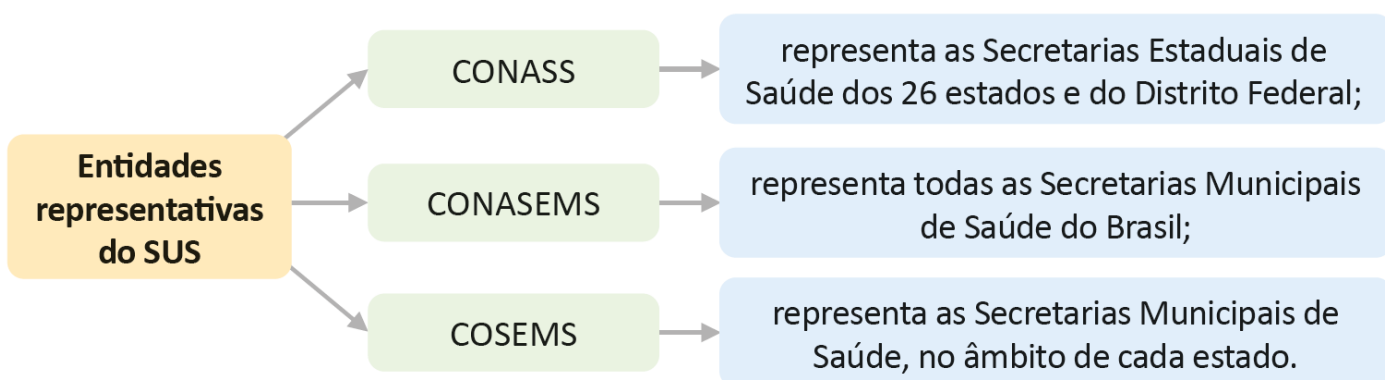 Entidades
representativas
do SUS
CONASS
representa as Secretarias Estaduais de
Saúde dos 26 estados e do Distrito Federal;
CONASEMS
representa todas as Secretarias Municipais
de Saúde do Brasil;
COSEMS
representa as Secretarias Municipais de
Saúde, no âmbito de cada estado.